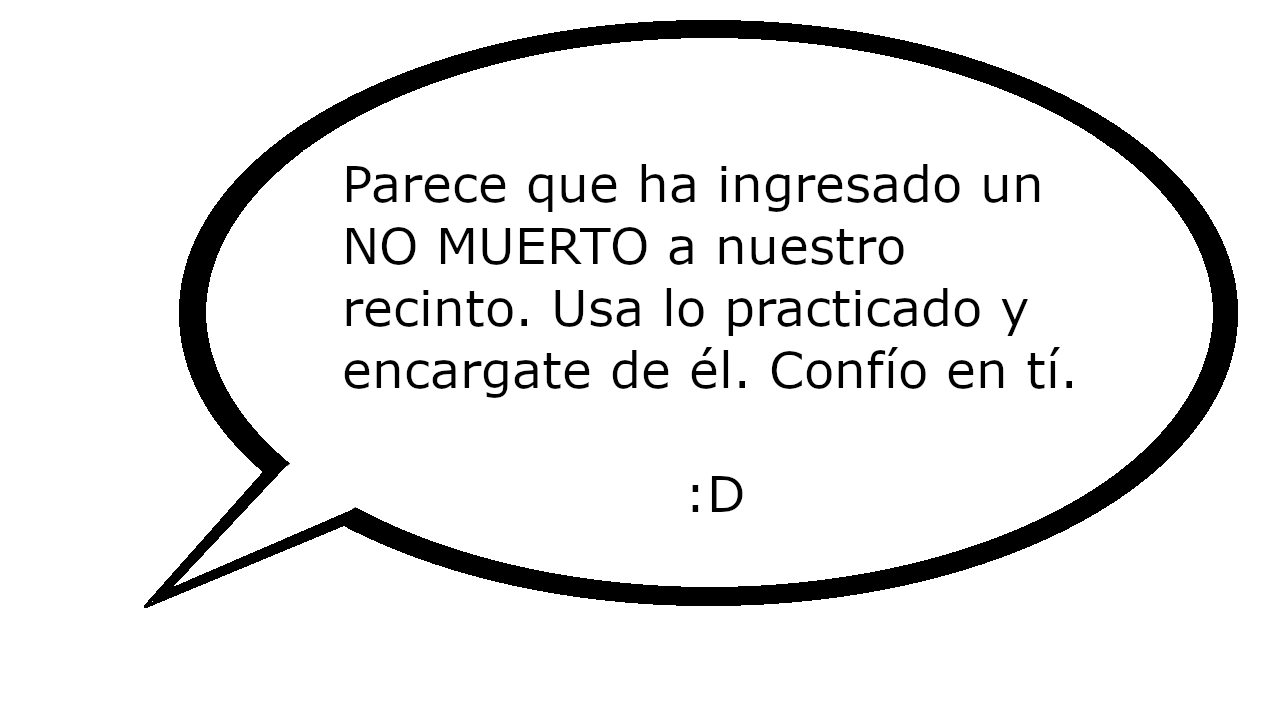 Parece que ha ingresado un
NO MUERTO a nuestro
recinto. Usa lo practicado y
encargate de él. Confío en tí.
:D